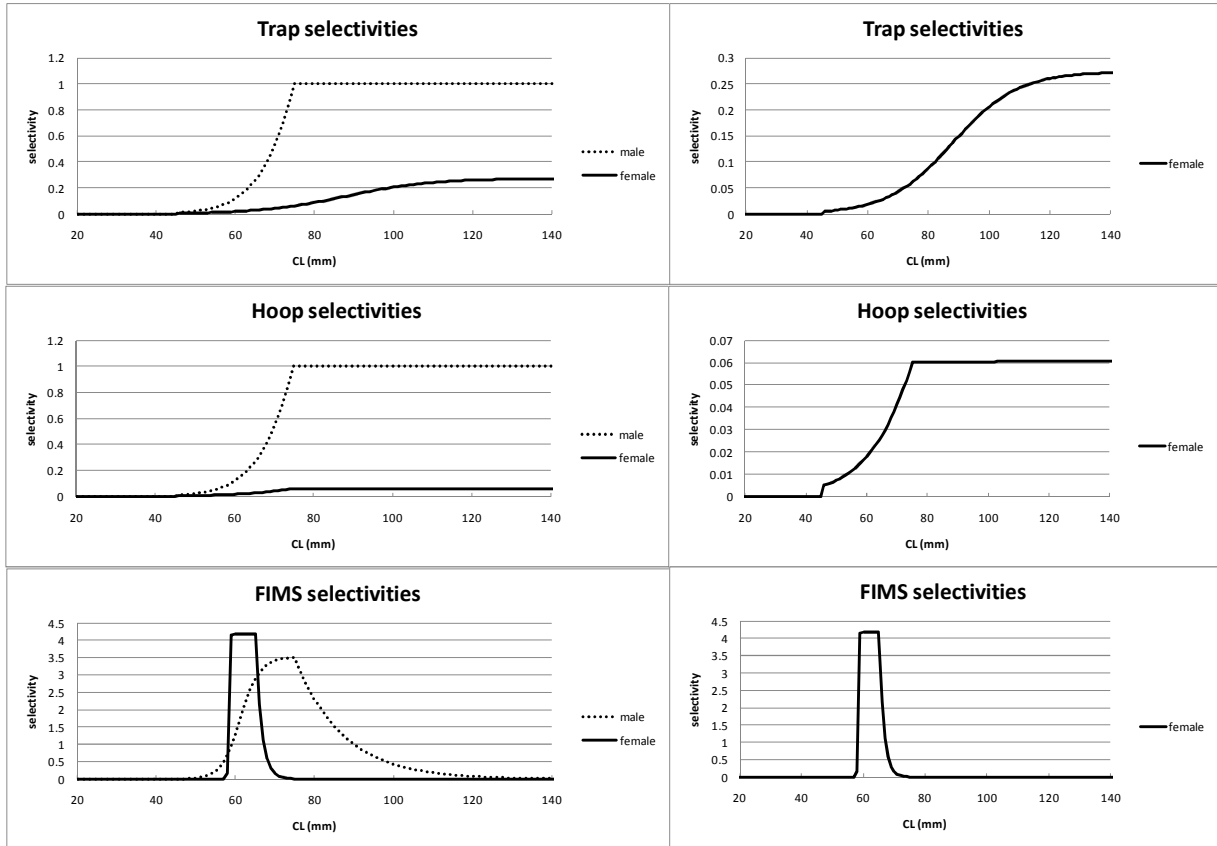 Trap selectivities
1.2
1
0.8
0.6
0.4
0.2
0
selectivity
20 40 60 80 100 120 140
CL (mm)
male
female
Trap selectivities
0.3
0.25
0.2
0.15
0.1
0.05
0
selectivity
20 40 60 80 100 120 140
CL (mm)
female
Hoop selectivities
1.2
1
0.8
0.6
0.4
0.2
0
selectivity
20 40 60 80 100 120 140
CL (mm)
male
female
Hoop selectivities
0.07
0.06
0.05
0.04
0.03
0.02
0.01
0
selectivity
20 40 60 80 100 120 140
CL (mm)
female
FIMS selectivities
4.5
4
3.5
3
2.5
2
1.5
1
0.5
0
selectivity
20 40 60 80 100 120 140
CL (mm)
male
female
FIMS selectivities
4.5
4
3.5
3
2.5
2
1.5
1
0.5
0
selectivity
20 40 60 80 100 120 140
CL (mm)
female